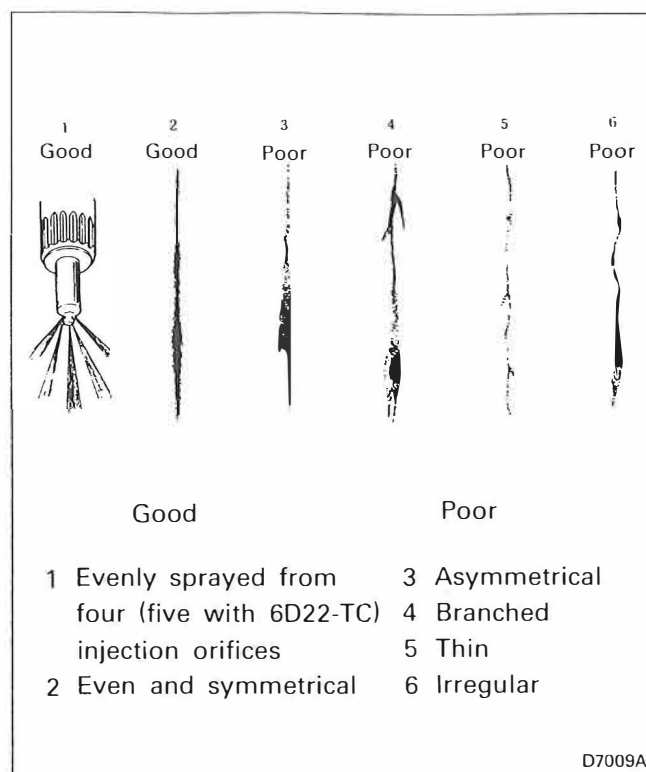 1 2 3 4 5 6
Good Good Poor Poor Poor Poor
Good
1 Evenly sprayed from
four (five with 6D22-TC)
injection orifices
2 Even and symmetrical
Poor
3 Asymmetrical
4 Branched
5 Thin
6 Irregular
D7009A